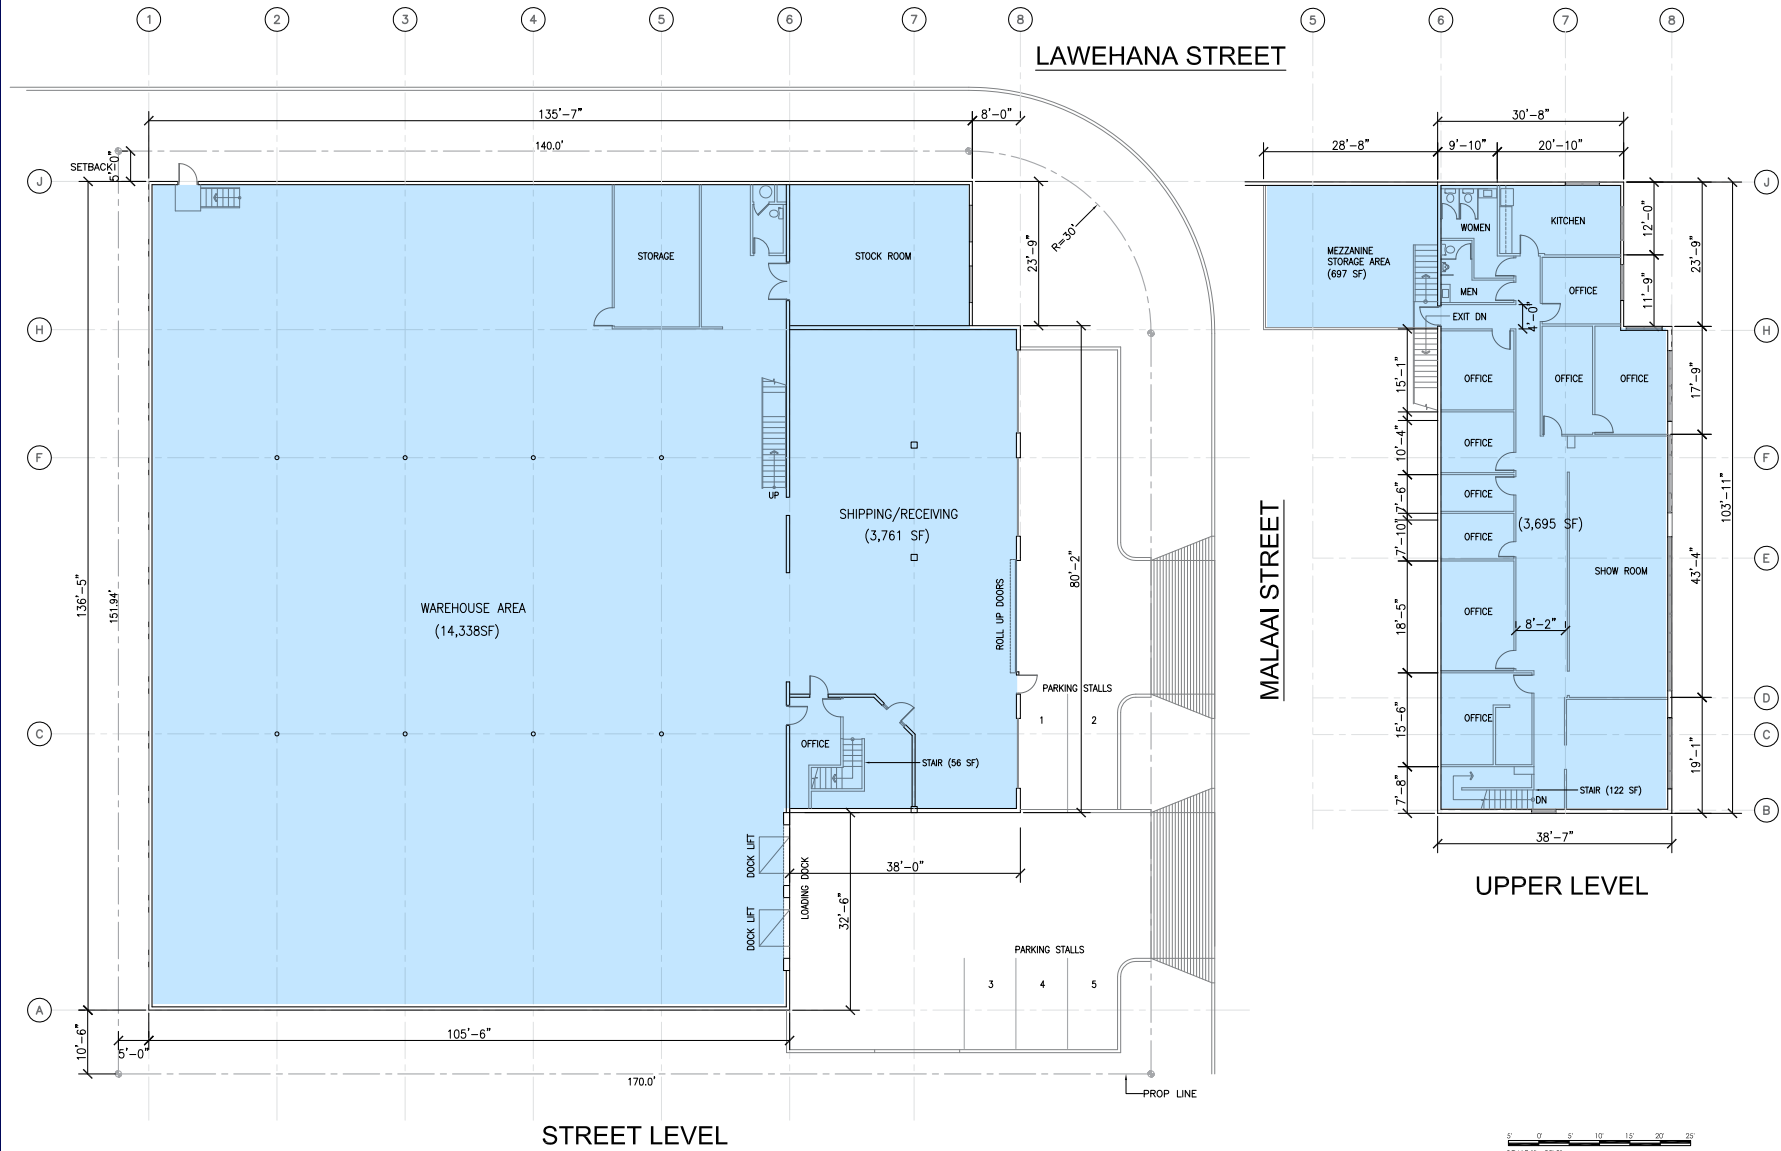 1 2 3 4 5 6 7 8 5 6 7 8
LAWEHANA STREET
135'-7" 8'-0" 30'-8"
SETBACK 5'-0" 140.0' 28'-8" 9'-10" 20'-10"
J J
STORAGE
STOCK ROOM
23'-9"
R=30'
MEZZANINE
STORAGE AREA
(697 SF)
WOMEN
KITCHEN
12'-0"
23'-9"
MEN
OFFICE
11'-9"
EXIT DN
4'-0"
H H
15'-1"
OFFICE OFFICE OFFICE
17'-9"
10'-4"
OFFICE
F F
UP
7'-6"
OFFICE
SHIPPING/RECEIVING
(3,761 SF)
(3,695 SF)
103'-11"
7'-10"
OFFICE
E
MALAAI STREET
80'-2"
ROLL UP DOORS
SHOW ROOM
43'-4"
136'-5"
151.94'
WAREHOUSE AREA
(14,338SF)
18'-5"
OFFICE
8'-2"
PARKING STALLS
1 2
D
15'-6"
OFFICE
C C
OFFICE
STAIR (56 SF)
19'-1"
7'-8"
STAIR (122 SF)
DN
B
38'-7"
DOCK LIFT
LOADING DOCK
38'-0"
32'-6"
DOCK LIFT
UPPER LEVEL
PARKING STALLS
3 4 5
A
10'-6"
5'-0"
105'-6"
170.0'
PROP LINE
STREET LEVEL
5' 0' 5' 10' 15' 20' 25'